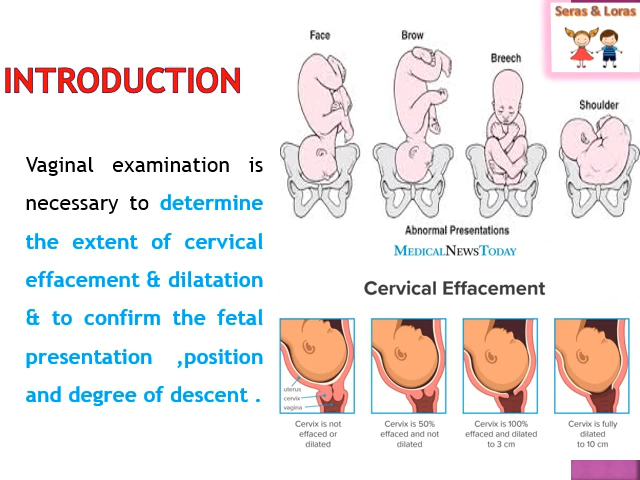 Seras & Loras
INTRODUCTION
Vaginal examination is
necessary to determine
the extent of cervical
effacement & dilatation
& to confirm the fetal
presentation ,position
and degree of descent .
Face
Brow
Breech
Shoulder
Abnormal Presentations
MEDICALNEWSTODAY
Cervical Effacement
uterus
cervix
vagina
Cervix is not
effaced or
dilated
Cervix is 50%
effaced and not
dilated
Cervix is 100%
effaced and dilated
to 3 cm
Cervix is fully
dilated
to 10 cm